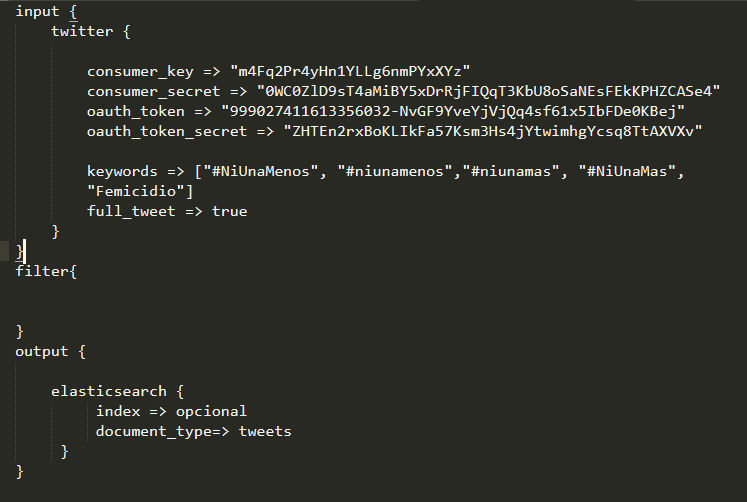 input {
twitter {
consumer_key => "m4Fq2Pr4yHn1YLLg6nmPYxXYz"
consumer_secret => "0WC0ZlD9sT4aMiBY5xDrRjFIQqT3KbU8oSaNEsFEkKPHZCASe4"
oauth_token => "999027411613356032-NvGF9YveYjVjQq4sf61x5IbFDe0KBej"
oauth_token_secret => "ZHTEn2rxBoKLIkFa57Ksm3Hs4jYtwimhgYcsq8TtAXVXv"
keywords => ["#NiUnaMenos", "#niunamenos","#niunamas", "#NiUnaMas",
"Femicidio"]
full_tweet => true
}
}
filter{
}
output {
elasticsearch {
index => opcional
document_type=> tweets
}
}